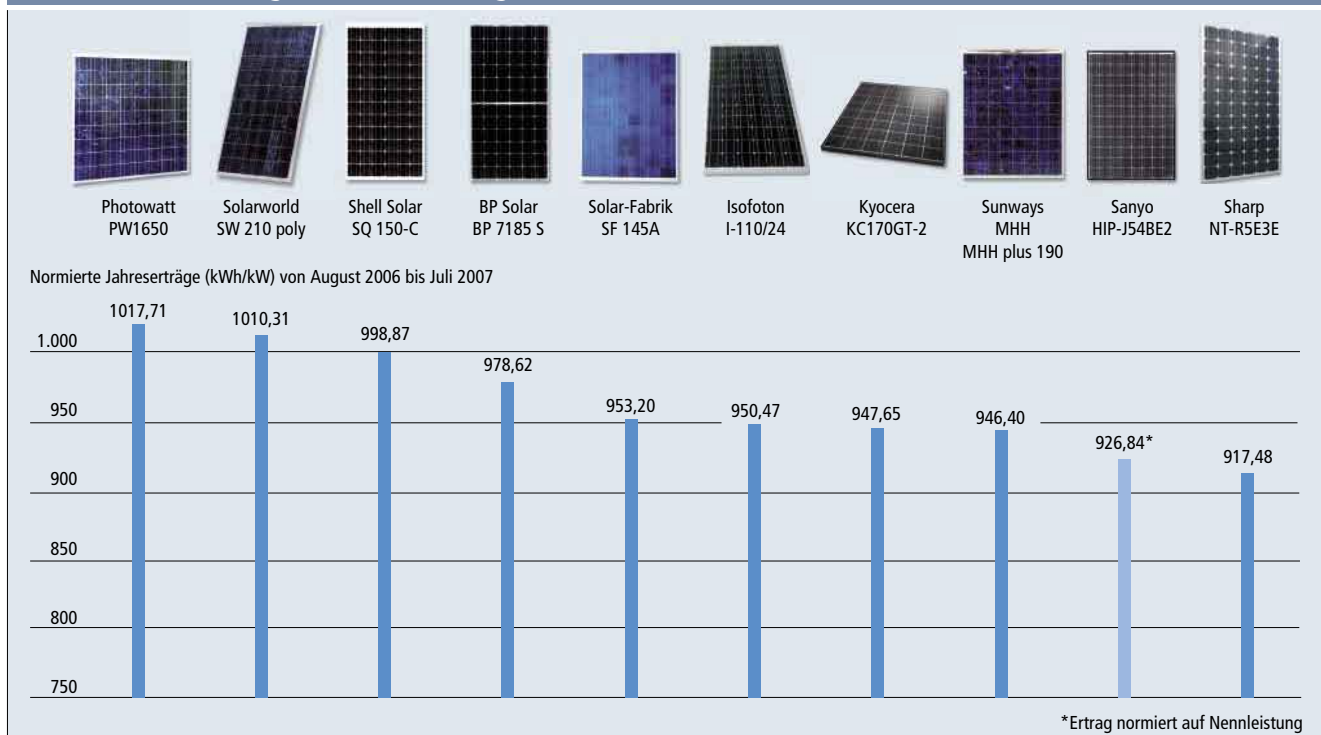 Photowatt
PW1650
Solarworld
SW 210 poly
Shell Solar
SQ 150-C
BP Solar
BP 7185 S
Solar-Fabrik
SF 145A
Isofoton
I-110/24
Kyocera
KC170GT-2
Sunways
MHH
MHH plus 190
Sanyo
HIP-J54BE2
Sharp
NT-R5E3E
Normierte Jahreserträge (kWh/kW) von August 2006 bis Juli 2007
1017,71
1010,31
998,87
978,62
953,20
950,47
947,65
946,40
926,84*
917,48
1.000
950
900
850
800
750
*Ertrag normiert auf Nennleistung